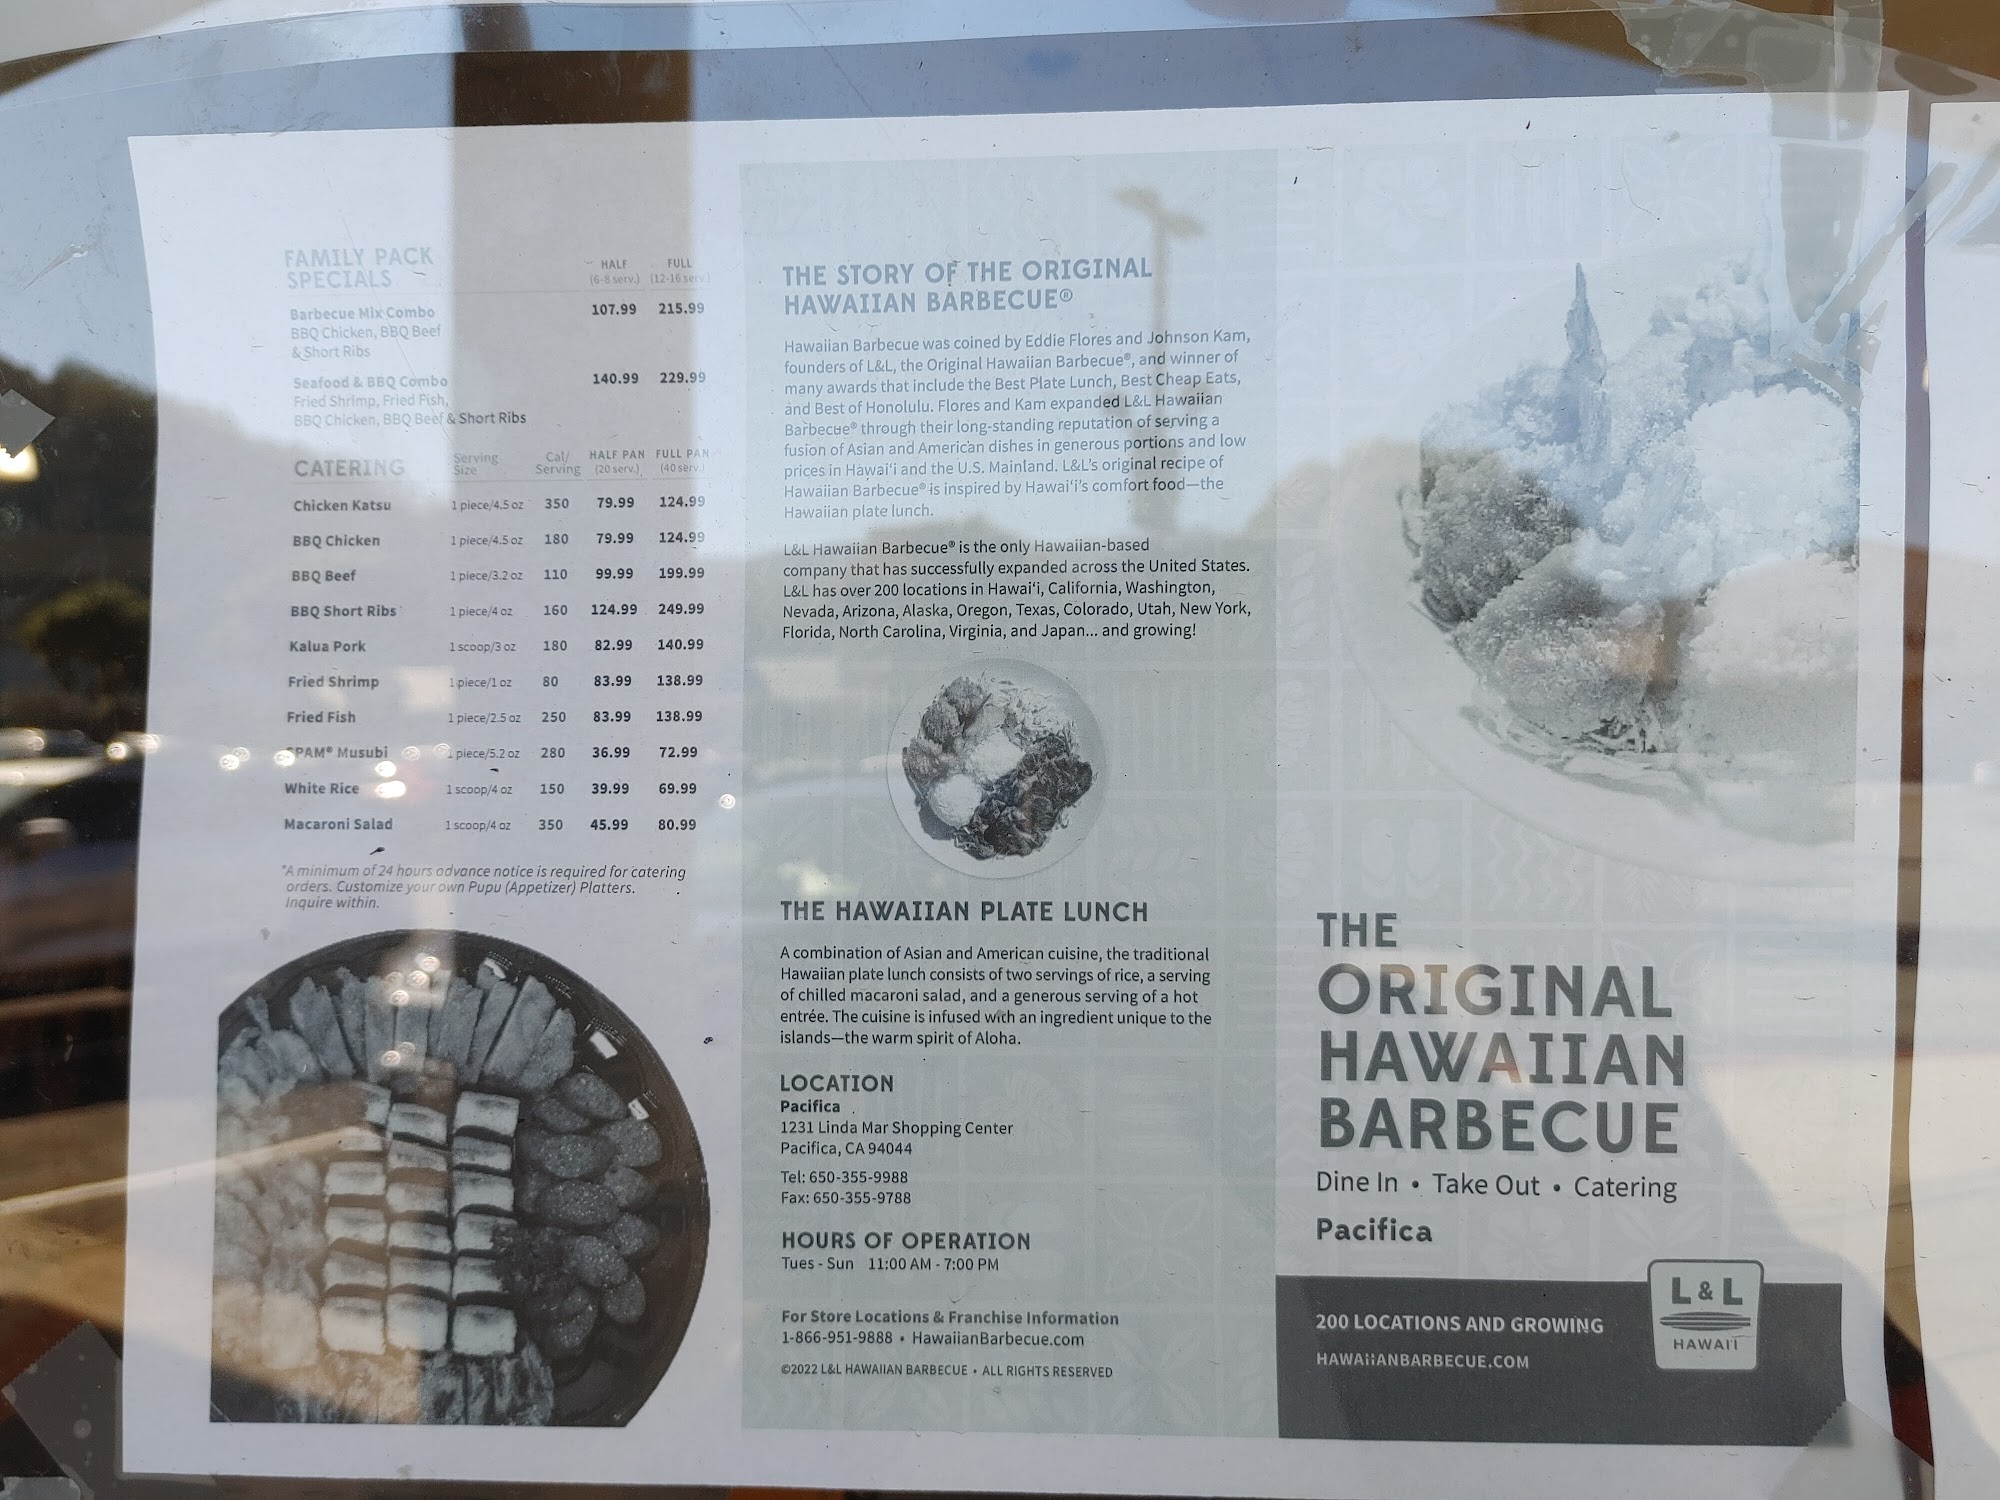 FAMILY PACK
SPECIALS
HALF
(6-8 serv.)
FULL
(12-16 serv.)
Barbecue Mix Combo 107.99 215.99
BBQ Chicken, BBQ Beef
& Short Ribs
Seafood & BBQ Combo 140.99 229.99
Fried Shrimp, Fried Fish,
BBQ Chicken, BBQ Beef & Short Ribs
CATERING
Serving
Size
Cal/
Serving
HALF PAN
(20 serv.)
FULL PAN
(40 serv.)
Chicken Katsu 1 piece/4.5 oz 350 79.99 124.99
BBQ Chicken 1 piece/4.5 oz 180 79.99 124.99
BBQ Beef 1 piece/3.2 oz 110 99.99 199.99
BBQ Short Ribs 1 piece/4 oz 160 124.99 249.99
Kalua Pork 1 scoop/3 oz 180 82.99 140.99
Fried Shrimp 1 piece/1 oz 80 83.99 138.99
Fried Fish 1 piece/2.5 oz 250 83.99 138.99
SPAM® Musubi 1 piece/5.2 oz 280 36.99 72.99
White Rice 1 scoop/4 oz 150 39.99 69.99
Macaroni Salad 1 scoop/4 oz 350 45.99 80.99
*A minimum of 24 hours advance notice is required for catering
orders. Customize your own Pupu (Appetizer) Platters.
Inquire within.
THE STORY OF THE ORIGINAL
HAWAIIAN BARBECUE®
Hawaiian Barbecue was coined by Eddie Flores and Johnson Kam,
founders of L&L, the Original Hawaiian Barbecue®, and winner of
many awards that include the Best Plate Lunch, Best Cheap Eats,
and Best of Honolulu. Flores and Kam expanded L&L Hawaiian
Barbecue® through their long-standing reputation of serving a
fusion of Asian and American dishes in generous portions and low
prices in Hawai‘i and the U.S. Mainland. L&L's original recipe of
Hawaiian Barbecue® is inspired by Hawai‘i's comfort food—the
Hawaiian plate lunch.
L&L Hawaiian Barbecue® is the only Hawaiian-based
company that has successfully expanded across the United States.
L&L has over 200 locations in Hawai‘i, California, Washington,
Nevada, Arizona, Alaska, Oregon, Texas, Colorado, Utah, New York,
Florida, North Carolina, Virginia, and Japan... and growing!
THE HAWAIIAN PLATE LUNCH
A combination of Asian and American cuisine, the traditional
Hawaiian plate lunch consists of two servings of rice, a serving
of chilled macaroni salad, and a generous serving of a hot
entrée. The cuisine is infused with an ingredient unique to the
islands—the warm spirit of Aloha.
LOCATION
Pacifica
1231 Linda Mar Shopping Center
Pacifica, CA 94044
Tel: 650-355-9988
Fax: 650-355-9788
HOURS OF OPERATION
Tues - Sun 11:00 AM - 7:00 PM
For Store Locations & Franchise Information
1-866-951-9888 • HawaiianBarbecue.com
©2022 L&L HAWAIIAN BARBECUE • ALL RIGHTS RESERVED
THE
ORIGINAL
HAWAIIAN
BARBECUE
Dine In • Take Out • Catering
Pacifica
200 LOCATIONS AND GROWING
HAWAIIANBARBECUE.COM
L & L
HAWAI'I